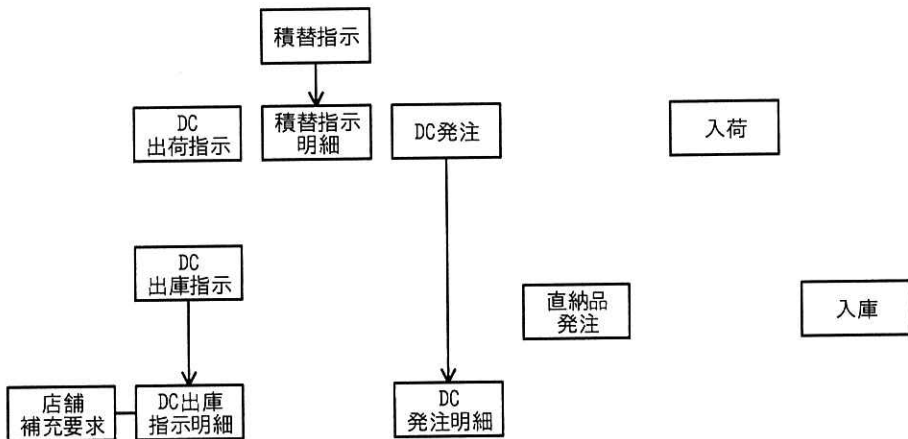 積替指示
DC
出荷指示
積替指示
明細
DC発注
入荷
DC
出庫指示
直納品
発注
入庫
店舗
補充要求
DC出庫
指示明細
DC
発注明細